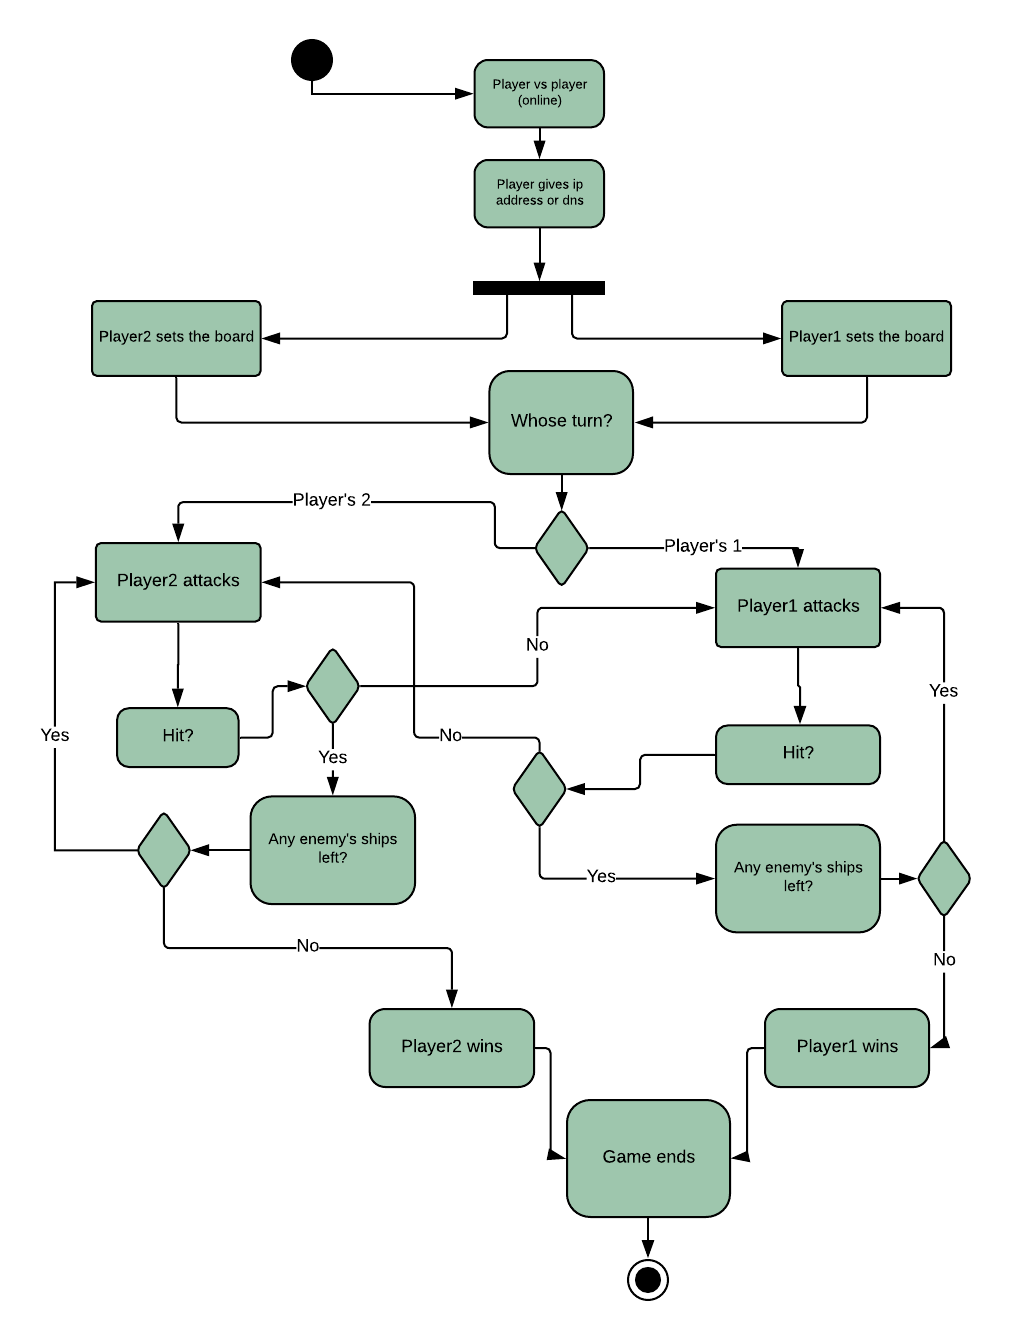 Player vs player
(online)
Player gives ip
address or dns
Player2 sets the board
Player1 sets the board
Whose turn?
Player's 2
Player's 1
Player2 attacks
Player1 attacks
No
Yes
Yes
Hit?
No
Hit?
Yes
Any enemy's ships
left?
Any enemy's ships
left?
Yes
No
No
Player2 wins
Player1 wins
Game ends